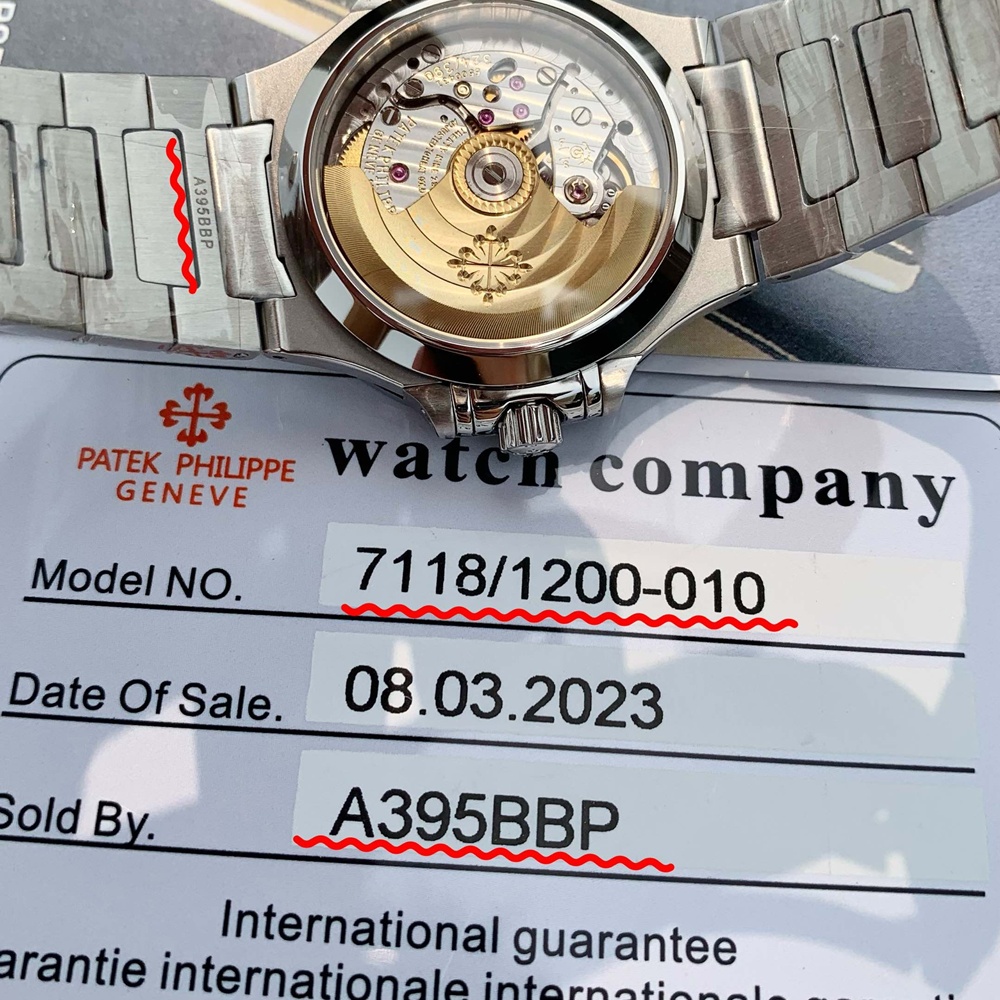 A395BBP
PATEK PHILIPPE
GENEVE
watch company
Model NO. 7118/1200-010
Date Of Sale. 08.03.2023
Sold By. A395BBP
International guarantee
arantie internationale internationale